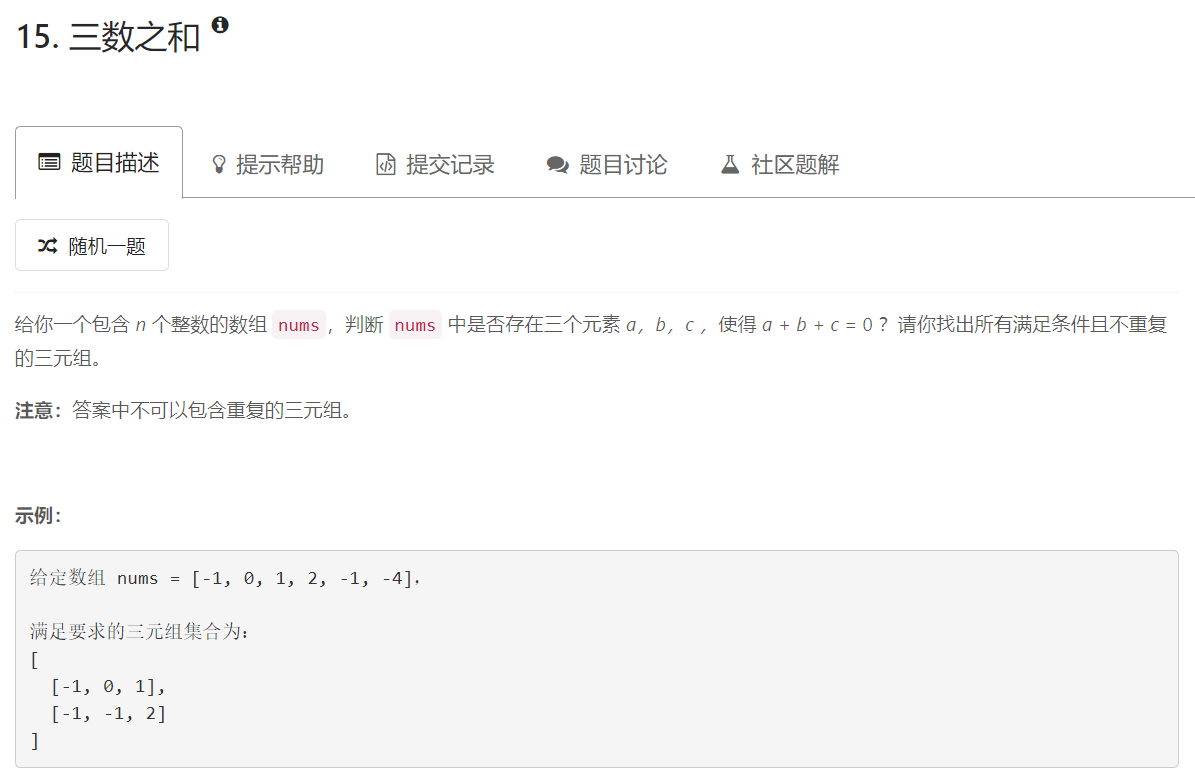 15. 三数之和
题目描述
提示帮助
提交记录
题目讨论
社区题解
随机一题
给你一个包含 n 个整数的数组 nums，判断 nums 中是否存在三个元素 a，b，c ，使得 a + b + c = 0 ？请你找出所有满足条件且不重复
的三元组。
注意：答案中不可以包含重复的三元组。
示例：
给定数组 nums = [-1, 0, 1, 2, -1, -4]，
满足要求的三元组集合为：
[
[-1, 0, 1],
[-1, -1, 2]
]